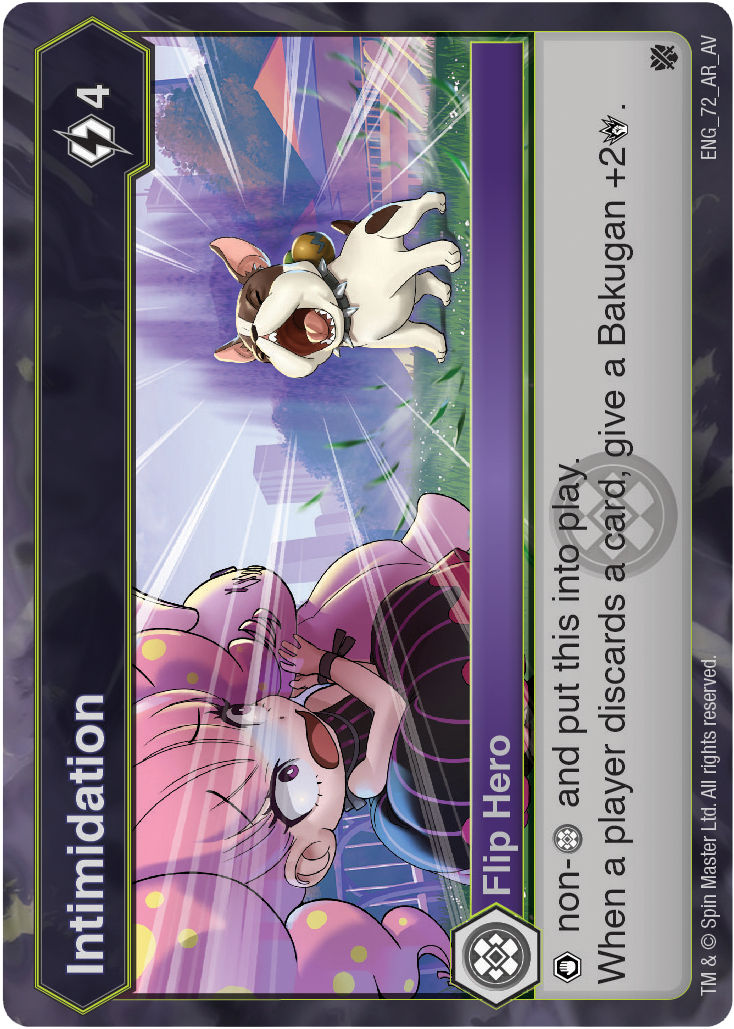 Intimidation
4
Flip Hero
non- and put this into play.
When a player discards a card, give a Bakugan +2.
TM & © Spin Master Ltd. All rights reserved.
ENG_72_AR_AV